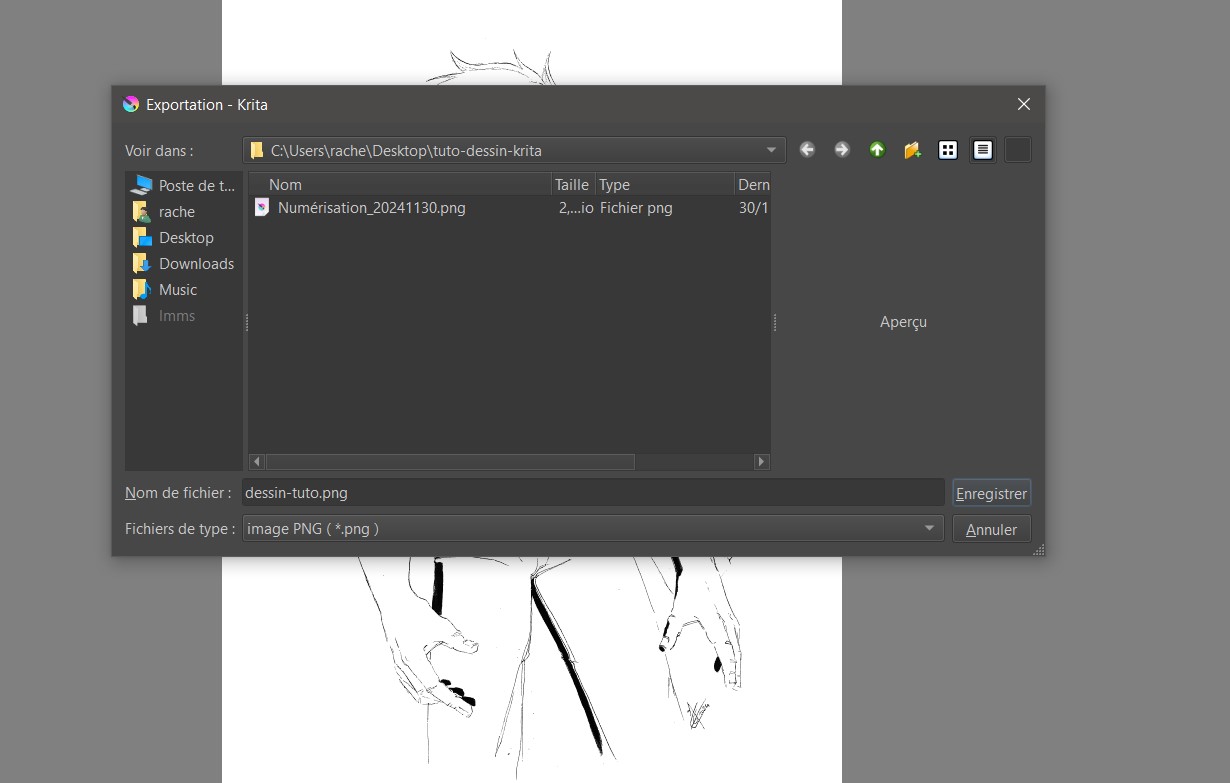 Exportation - Krita
Voir dans :
C:\Users\rache\Desktop\tuto-dessin-krita
Poste de t...
rache
Desktop
Downloads
Music
Imms
Nom Taille Type Dern
Numérisation_20241130.png 2,...io Fichier png 30/1
Aperçu
Nom de fichier : dessin-tuto.png Enregistrer
Fichiers de type : image PNG ( *.png ) Annuler